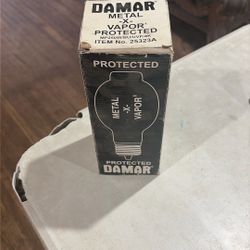 DAMAR®
METAL
-X-
VAPOR®
PROTECTED
ITEM No. 25323A
PROTECTED
METAL
-X-
VAPOR®
PROTECTED
DAMAR®